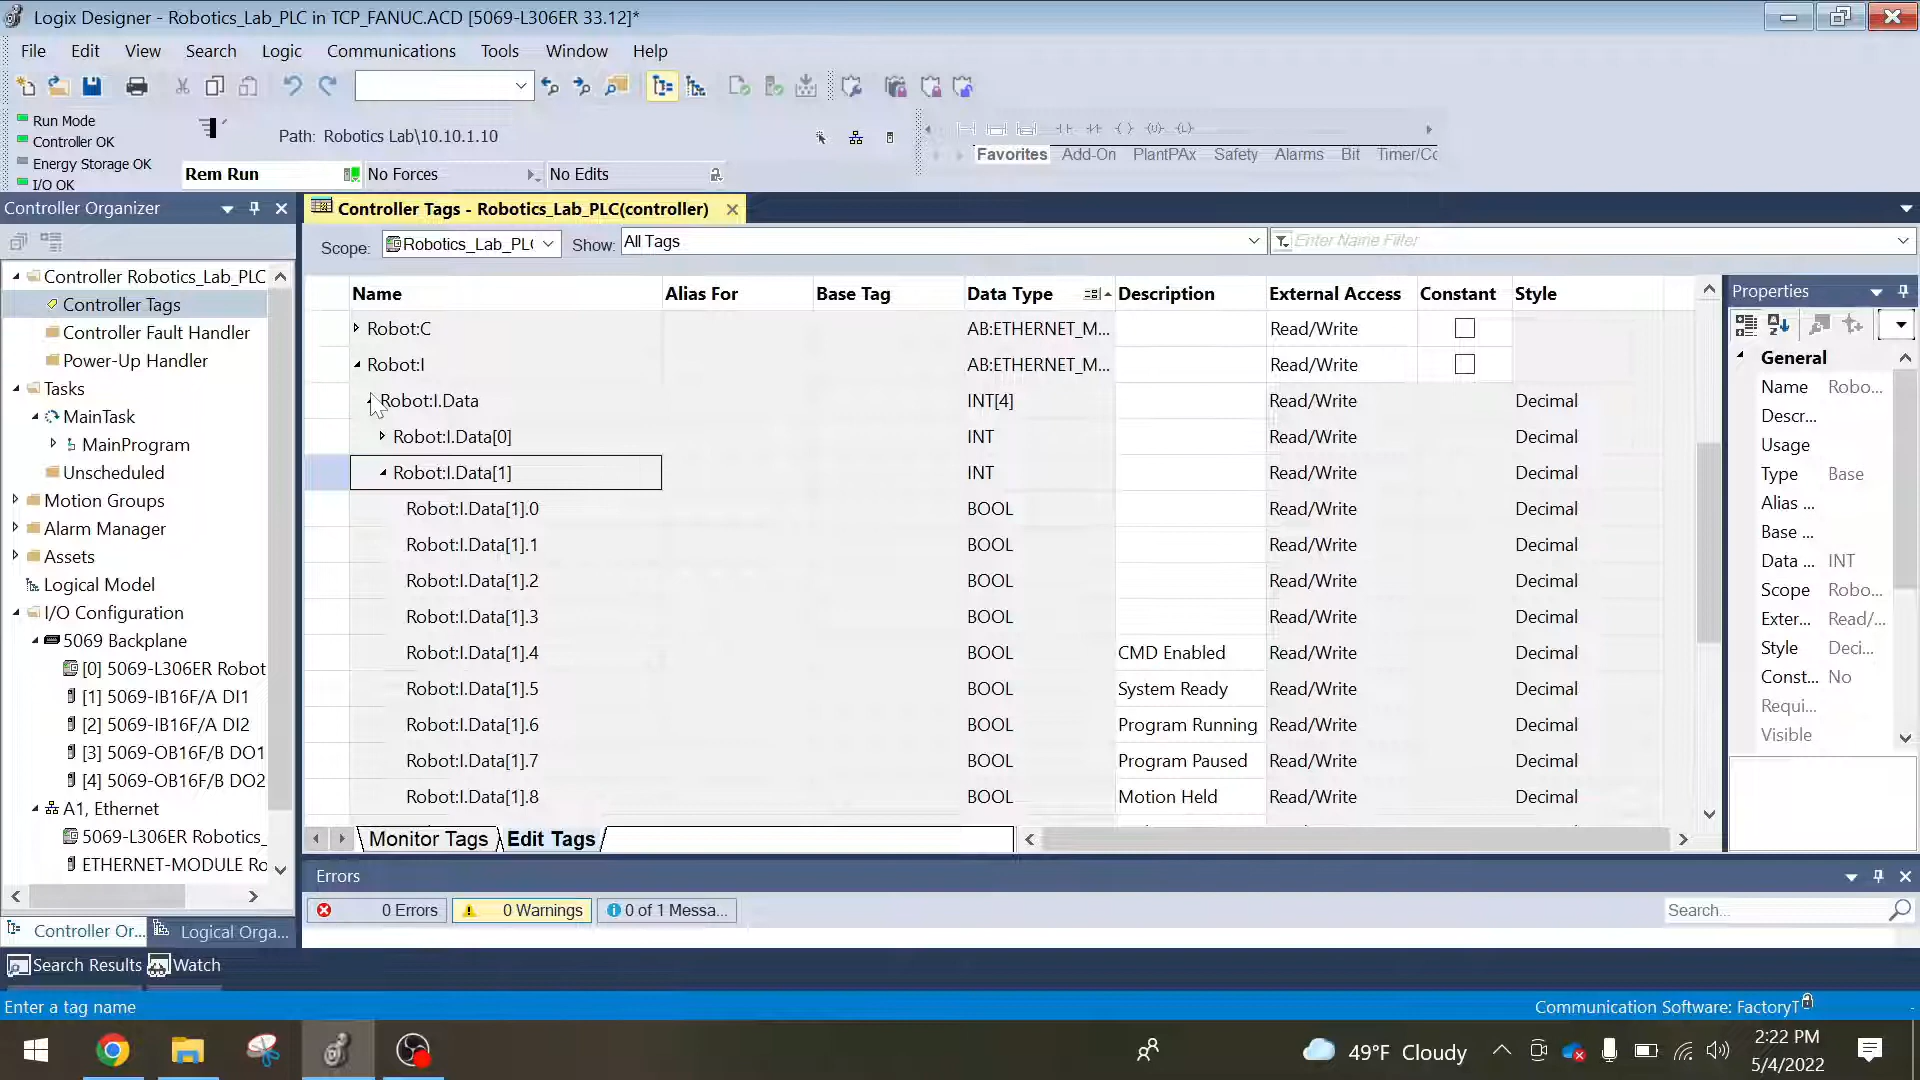 Logix Designer - Robotics_Lab_PLC in TCP_FANUC.ACD [5069-L306ER 33.12]*
File Edit View Search Logic Communications Tools Window Help
Run Mode
Controller OK
Energy Storage OK
I/O OK
Path: Robotics Lab\10.10.1.10
Rem Run No Forces No Edits
Favorites Add-On PlantPAx Safety Alarms Bit Timer/Cc
Controller Organizer
Controller Robotics_Lab_PLC
Controller Tags
Controller Fault Handler
Power-Up Handler
Tasks
MainTask
MainProgram
Unscheduled
Motion Groups
Alarm Manager
Assets
Logical Model
I/O Configuration
5069 Backplane
[0] 5069-L306ER Robot
[1] 5069-IB16F/A DI1
[2] 5069-IB16F/A DI2
[3] 5069-OB16F/B DO1
[4] 5069-OB16F/B DO2
A1, Ethernet
5069-L306ER Robotics_
ETHERNET-MODULE Ro
Controller Or... Logical Orga...
Controller Tags - Robotics_Lab_PLC(controller)
Scope: Robotics_Lab_PL( Show: All Tags Enter Name Filter
Name Alias For Base Tag Data Type Description External Access Constant Style
Robot:C AB:ETHERNET_M... Read/Write
Robot:I AB:ETHERNET_M... Read/Write
Robot:I.Data INT[4] Read/Write Decimal
Robot:I.Data[0] INT Read/Write Decimal
Robot:I.Data[1] INT Read/Write Decimal
Robot:I.Data[1].0 BOOL Read/Write Decimal
Robot:I.Data[1].1 BOOL Read/Write Decimal
Robot:I.Data[1].2 BOOL Read/Write Decimal
Robot:I.Data[1].3 BOOL Read/Write Decimal
Robot:I.Data[1].4 BOOL CMD Enabled Read/Write Decimal
Robot:I.Data[1].5 BOOL System Ready Read/Write Decimal
Robot:I.Data[1].6 BOOL Program Running Read/Write Decimal
Robot:I.Data[1].7 BOOL Program Paused Read/Write Decimal
Robot:I.Data[1].8 BOOL Motion Held Read/Write Decimal
Monitor Tags Edit Tags
Properties
General
Name Robo...
Descr...
Usage
Type Base
Alias ...
Base ...
Data ... INT
Scope Robo...
Exter... Read/...
Style Deci...
Const... No
Requi...
Visible
Errors
0 Errors 0 Warnings 0 of 1 Messa... Search...
Search Results Watch
Enter a tag name Communication Software: FactoryT
49°F Cloudy
2:22 PM
5/4/2022